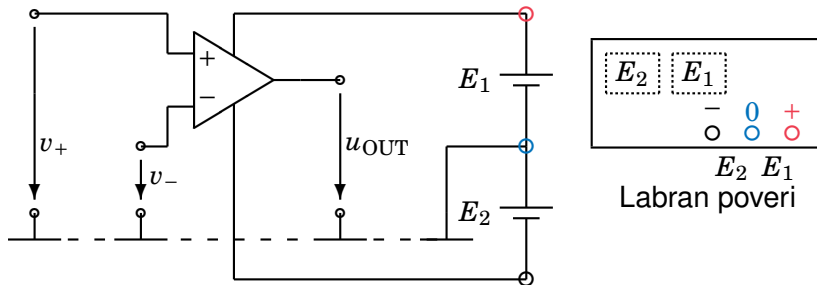 +
−
v+
v−
uOUT
E1
E2
E2 E1
− 0 +
E2 E1
Labran poveri